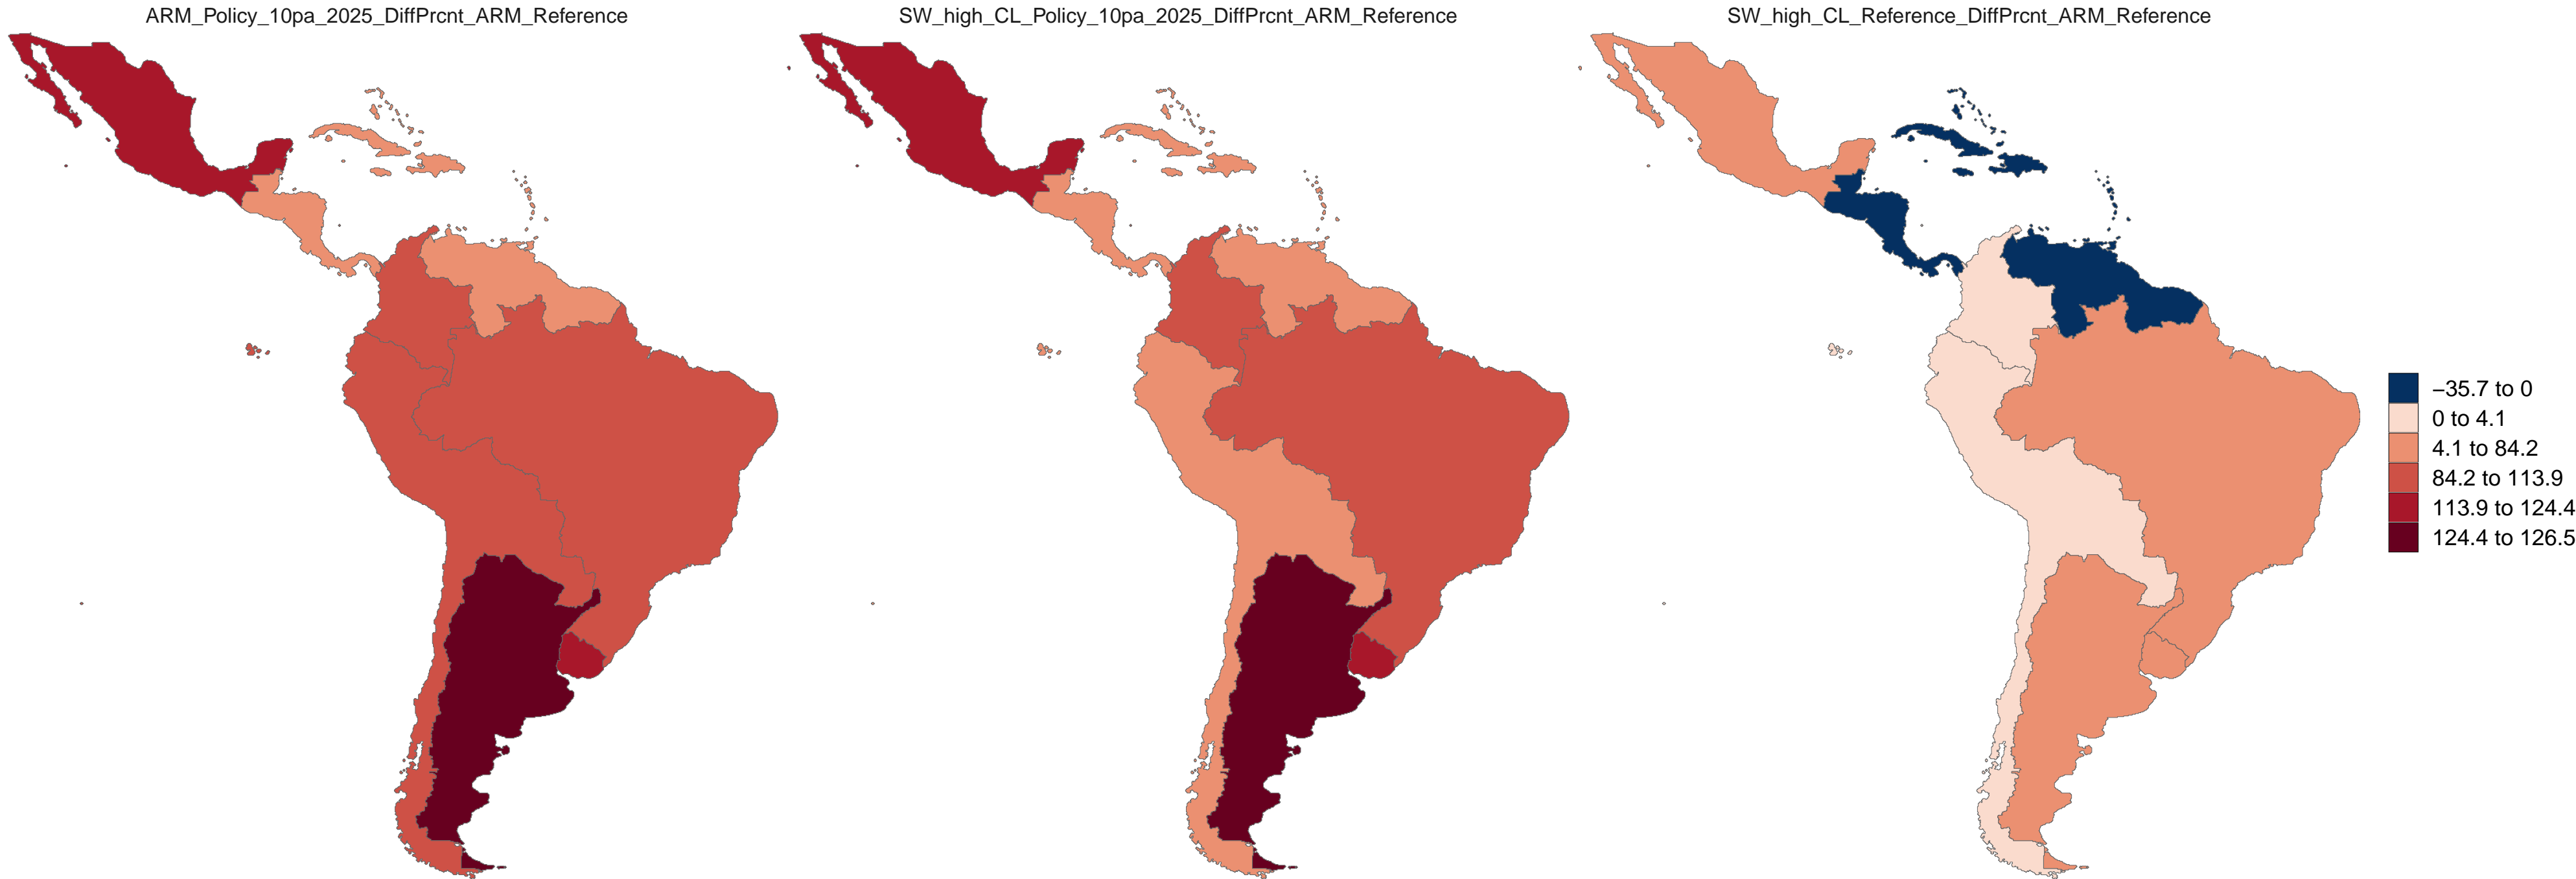 ARM_Policy_10pa_2025_DiffPrcnt_ARM_Reference
SW_high_CL_Policy_10pa_2025_DiffPrcnt_ARM_Reference
SW_high_CL_Reference_DiffPrcnt_ARM_Reference
−35.7 to 0
0 to 4.1
4.1 to 84.2
84.2 to 113.9
113.9 to 124.4
124.4 to 126.5